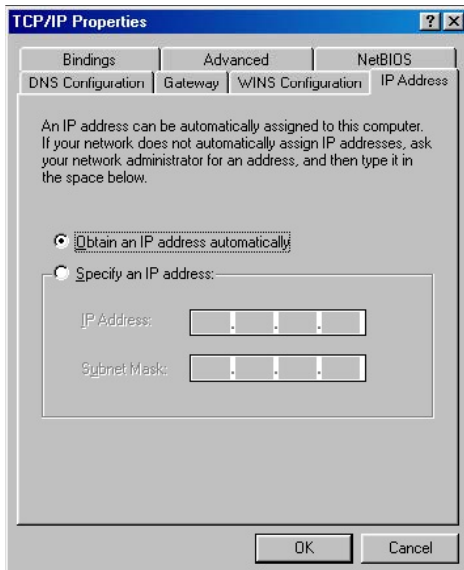 TCP/IP Properties
? X
Bindings Advanced NetBIOS
DNS Configuration Gateway WINS Configuration IP Address
An IP address can be automatically assigned to this computer.
If your network does not automatically assign IP addresses, ask
your network administrator for an address, and then type it in
the space below.
Obtain an IP address automatically
Specify an IP address:
IP Address:
. . .
Subnet Mask:
. . .
OK Cancel